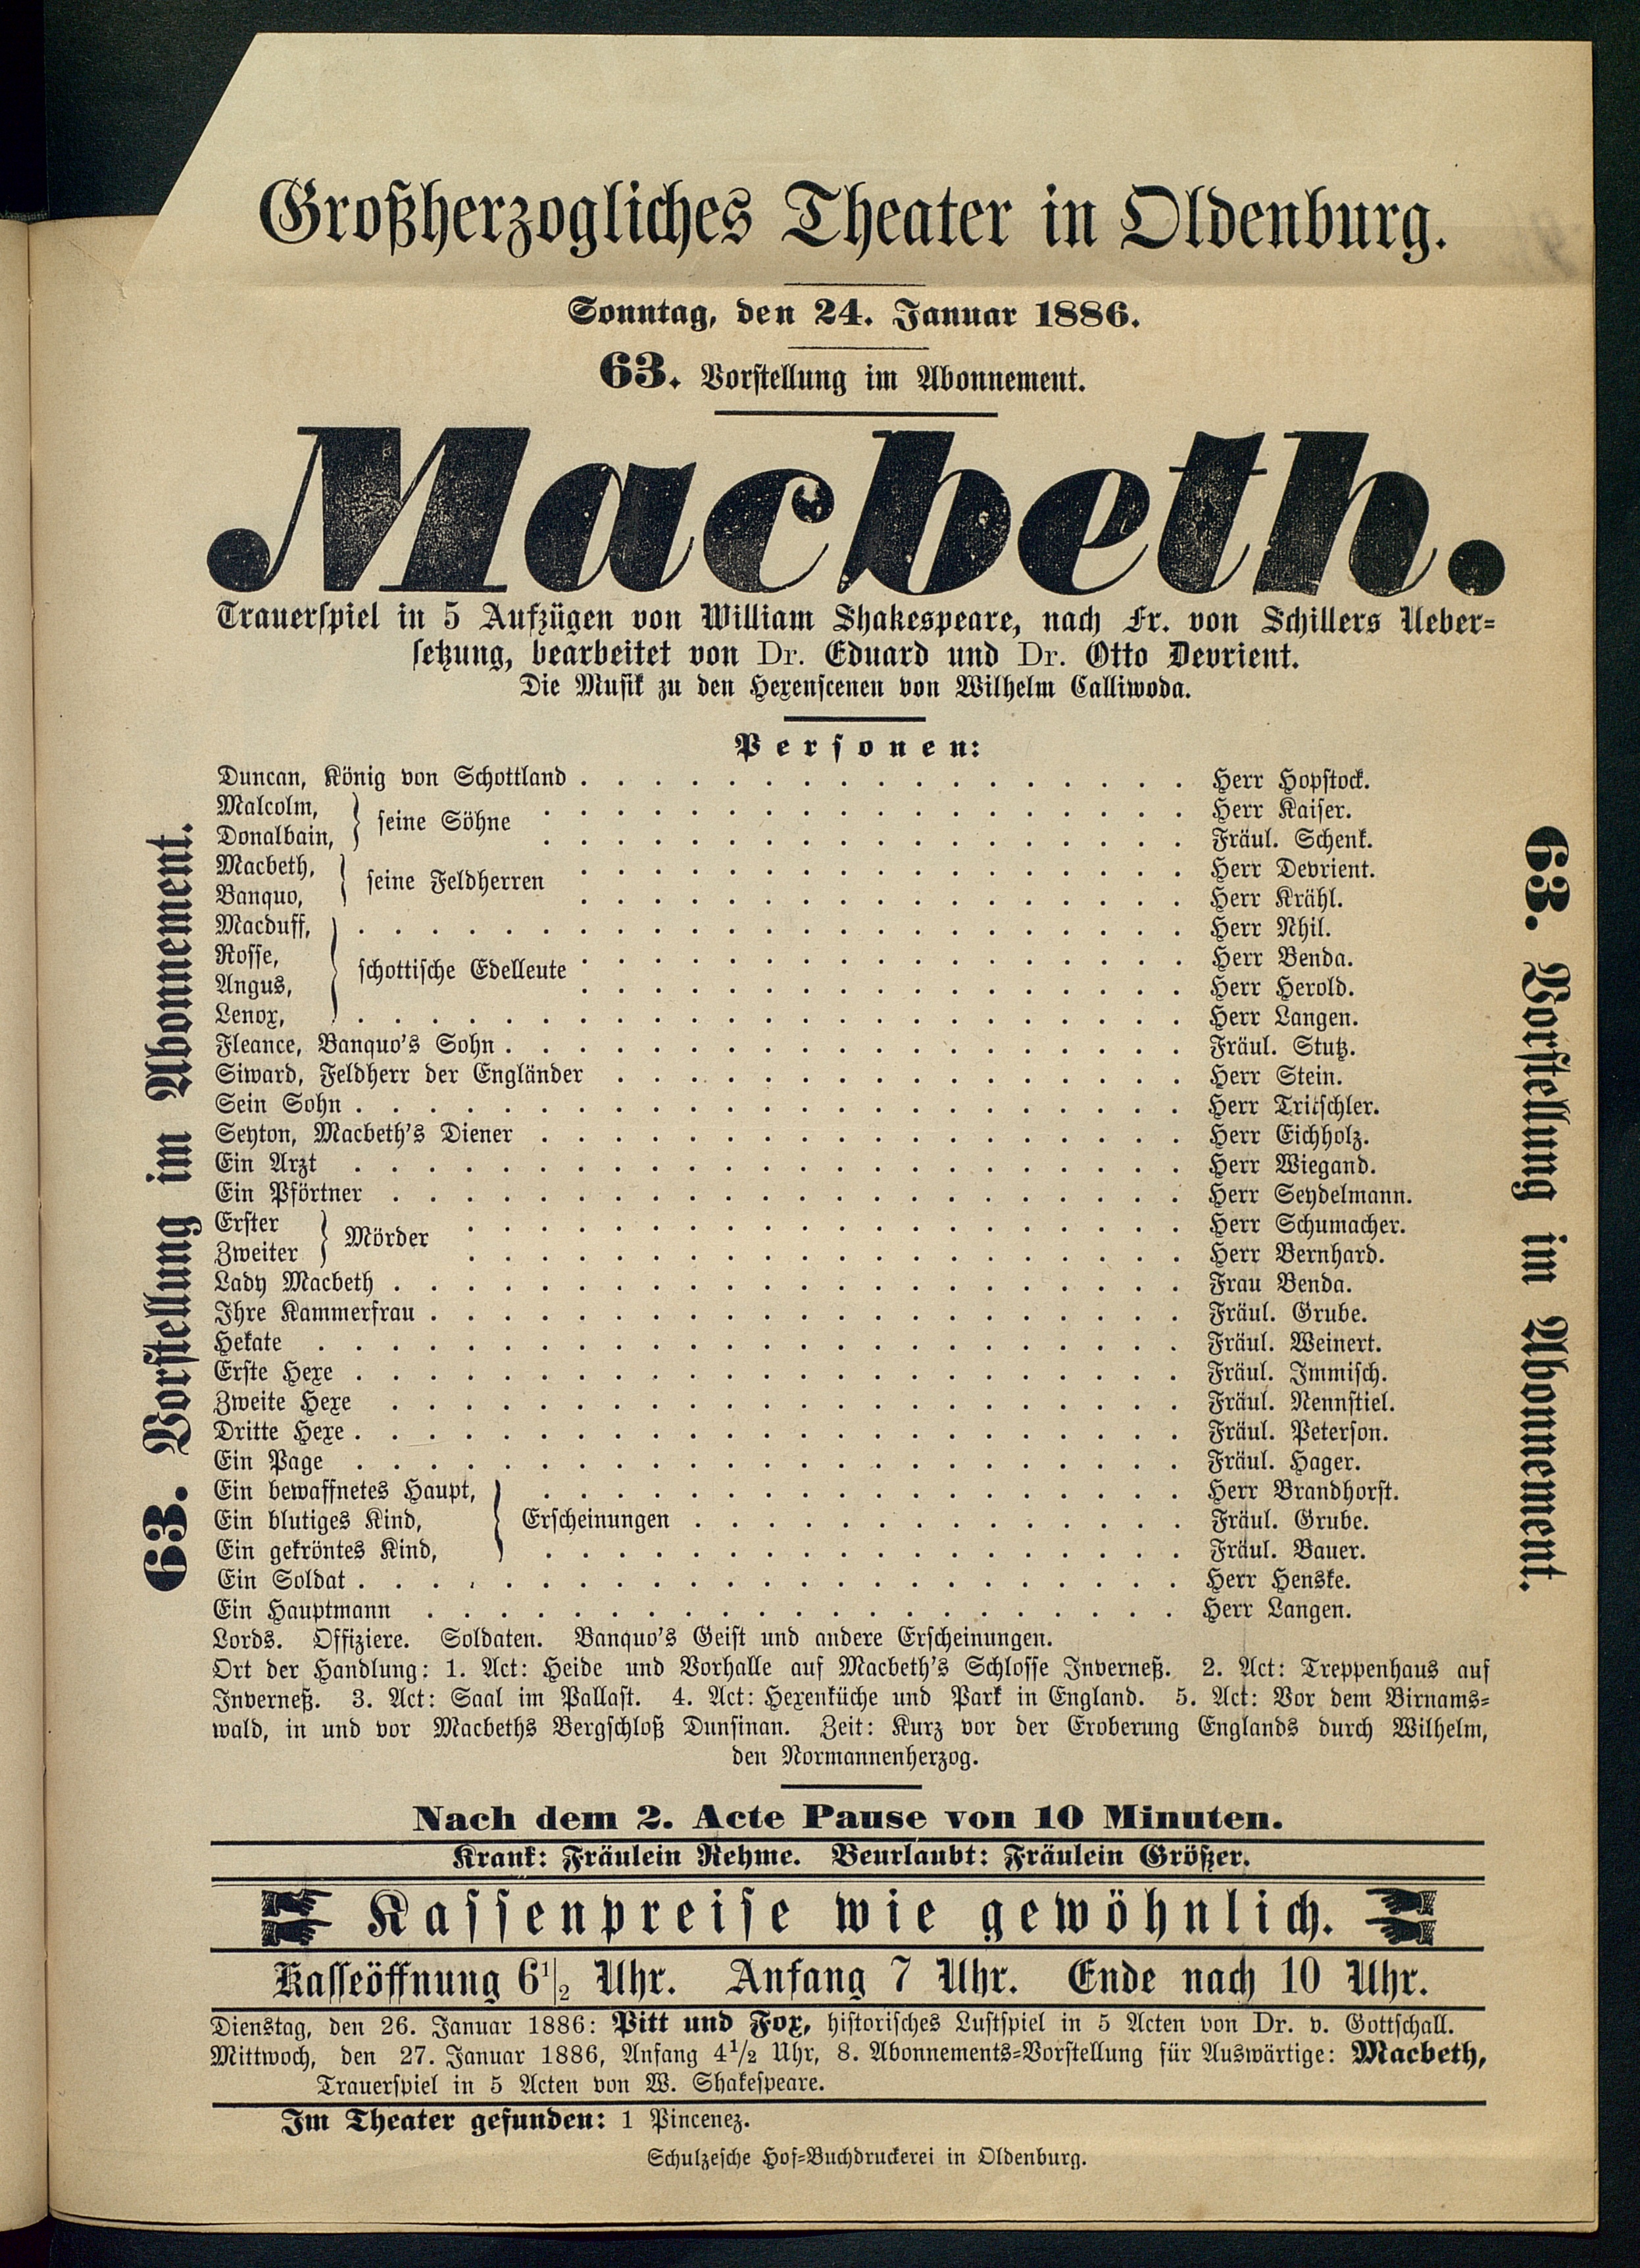 Großherzogliches Theater in Oldenburg.
Sonntag, den 24. Januar 1886.
63. Vorstellung im Abonnement.
Macbeth.
Trauerspiel in 5 Aufzügen von William Shakespeare, nach Fr. von Schillers Ueber-
setzung, bearbeitet von Dr. Eduard und Dr. Otto Devrient.
Die Musik zu den Hexenscenen von Wilhelm Calliwoda.
Personen:
Duncan, König von Schottland . . . . Herr Hopstock.
Malcolm, } seine Söhne . . . . Herr Kaiser.
Donalbain, . . . . Fräul. Schenk.
Macbeth, } seine Feldherren . . . . Herr Devrient.
Banquo, . . . . Herr Krähl.
Macduff, . . . . Herr Nhil.
Rosse, } schottische Edelleute . . . . Herr Benda.
Angus, . . . . Herr Herold.
Lenox, . . . . Herr Langen.
Fleance, Banquo's Sohn . . . . Fräul. Stutz.
Siward, Feldherr der Engländer . . . . Herr Stein.
Sein Sohn . . . . Herr Tritschler.
Seyton, Macbeth's Diener . . . . Herr Eichholz.
Ein Arzt . . . . Herr Wiegand.
Ein Pförtner . . . . Herr Seydelmann.
Erster } Mörder . . . . Herr Schumacher.
Zweiter . . . . Herr Bernhard.
Lady Macbeth . . . . Frau Benda.
Ihre Kammerfrau . . . . Fräul. Grube.
Hekate . . . . Fräul. Weinert.
Erste Hexe . . . . Fräul. Immisch.
Zweite Hexe . . . . Fräul. Nennstiel.
Dritte Hexe . . . . Fräul. Peterson.
Ein Page . . . . Fräul. Hager.
Ein bewaffnetes Haupt, . . . . Herr Brandhorst.
Ein blutiges Kind, } Erscheinungen . . . . Fräul. Grube.
Ein gekröntes Kind, . . . . Fräul. Bauer.
Ein Soldat . . . . Herr Henske.
Ein Hauptmann . . . . Herr Langen.
Lords. Offiziere. Soldaten. Banquo's Geist und andere Erscheinungen.
Ort der Handlung: 1. Act: Heide und Vorhalle auf Macbeth's Schlosse Inverneß. 2. Act: Treppenhaus auf
Inverneß. 3. Act: Saal im Pallast. 4. Act: Hexenküche und Park in England. 5. Act: Vor dem Birnams-
wald, in und vor Macbeths Bergschloß Dunsinan. Zeit: Kurz vor der Eroberung Englands durch Wilhelm,
den Normannenherzog.
Nach dem 2. Acte Pause von 10 Minuten.
Krank: Fräulein Rehme. Beurlaubt: Fräulein Größer.
Kassenpreise wie gewöhnlich.
Kasseöffnung 6 1/2 Uhr. Anfang 7 Uhr. Ende nach 10 Uhr.
Dienstag, den 26. Januar 1886: Pitt und Fox, historisches Lustspiel in 5 Acten von Dr. v. Gottschall.
Mittwoch, den 27. Januar 1886, Anfang 4 1/2 Uhr, 8. Abonnements-Vorstellung für Auswärtige: Macbeth,
Trauerspiel in 5 Acten von W. Shakespeare.
Im Theater gefunden: 1 Pincenez.
Schulzesche Hof-Buchdruckerei in Oldenburg.
63. Vorstellung im Abonnement.
63. Vorstellung im Abonnement.